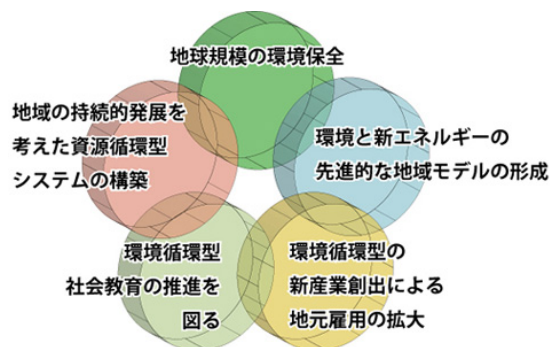 地球規模の環境保全
地域の持続的発展を
考えた資源循環型
システムの構築
環境と新エネルギーの
先進的な地域モデルの形成
環境循環型
社会教育の推進を
図る
環境循環型の
新産業創出による
地元雇用の拡大